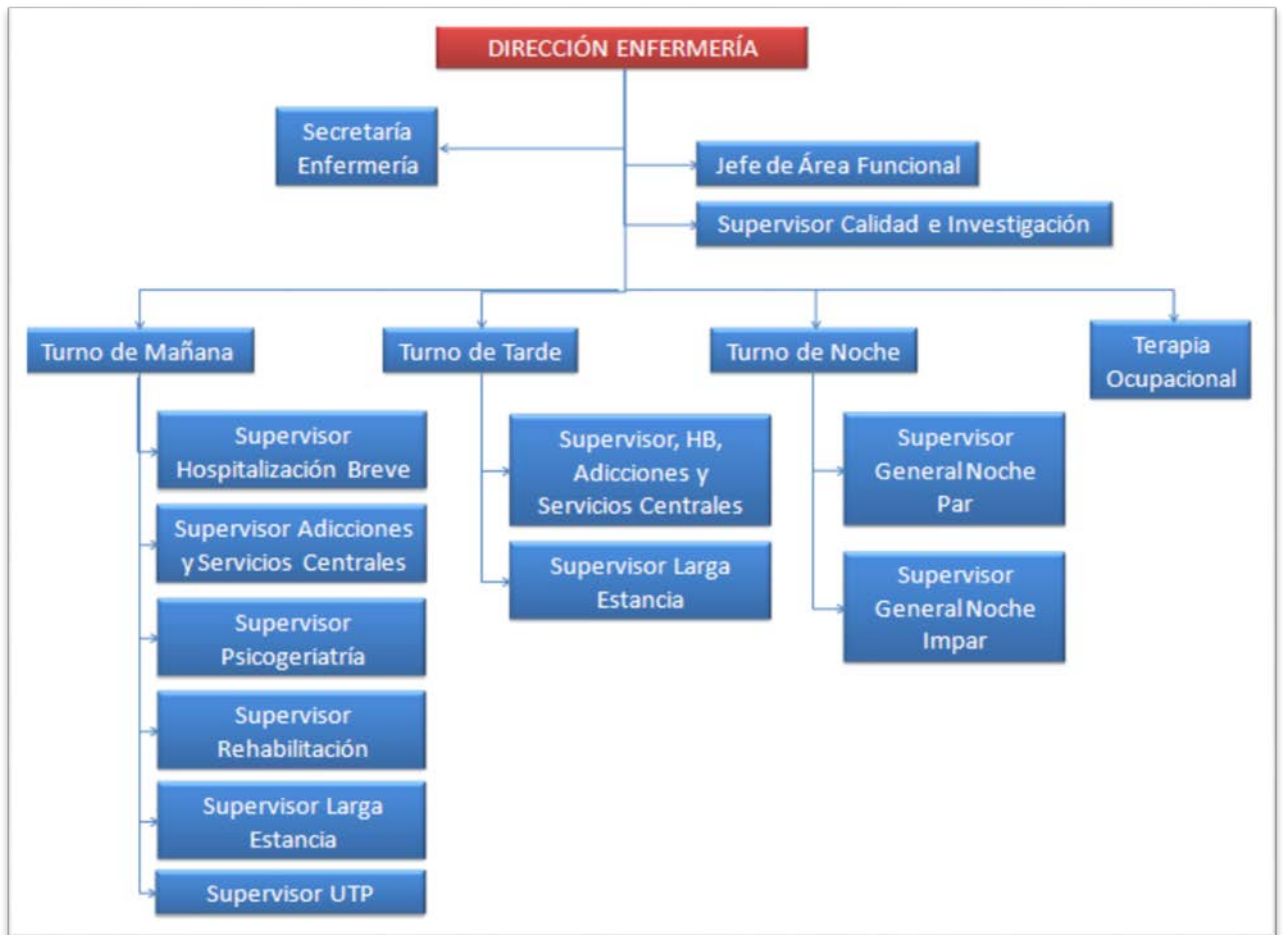 DIRECCIÓN ENFERMERÍA
Secretaría
Enfermería
Jefe de Área Funcional
Supervisor Calidad e Investigación
Turno de Mañana
Turno de Tarde
Turno de Noche
Terapia
Ocupacional
Supervisor
Hospitalización Breve
Supervisor Adicciones
y Servicios Centrales
Supervisor
Psicogeriatría
Supervisor
Rehabilitación
Supervisor Larga
Estancia
Supervisor UTP
Supervisor, HB,
Adicciones y
Servicios Centrales
Supervisor Larga
Estancia
Supervisor
General Noche
Par
Supervisor
General Noche
Impar